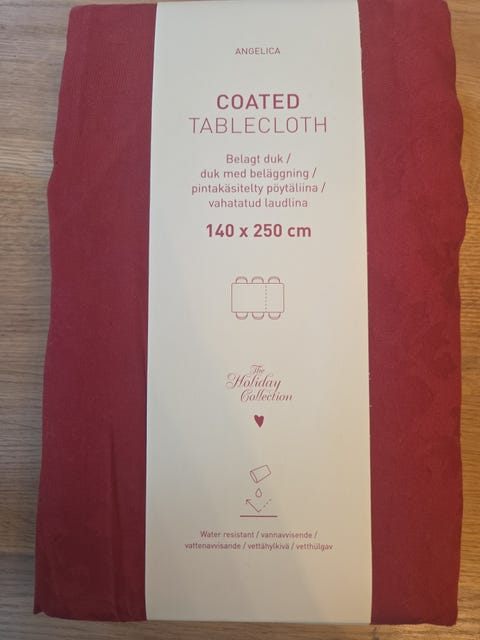 ANGELICA
COATED
TABLECLOTH
Belagt duk /
duk med beläggning /
pintakäsitelty pöytäliina /
vahatatud laudlina
140 x 250 cm
The
Holiday
Collection
Water resistant / vannavvisende /
vattenavvisande / vettähylkivä / vetthülgav